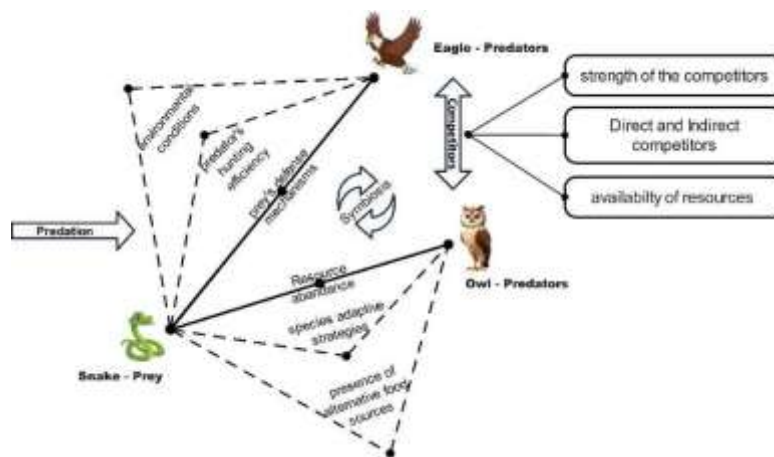 Eagle - Predators
strength of the competitors
Direct and Indirect
competitors
availabilty of resources
Competitors
environmental
conditions
predator's
hunting
efficiency
prey's defense
mechanisms
Symbiosis
Predation
Owl - Predators
Resource
abundance
species adaptive
strategies
presence of
alternative food
sources
Snake - Prey